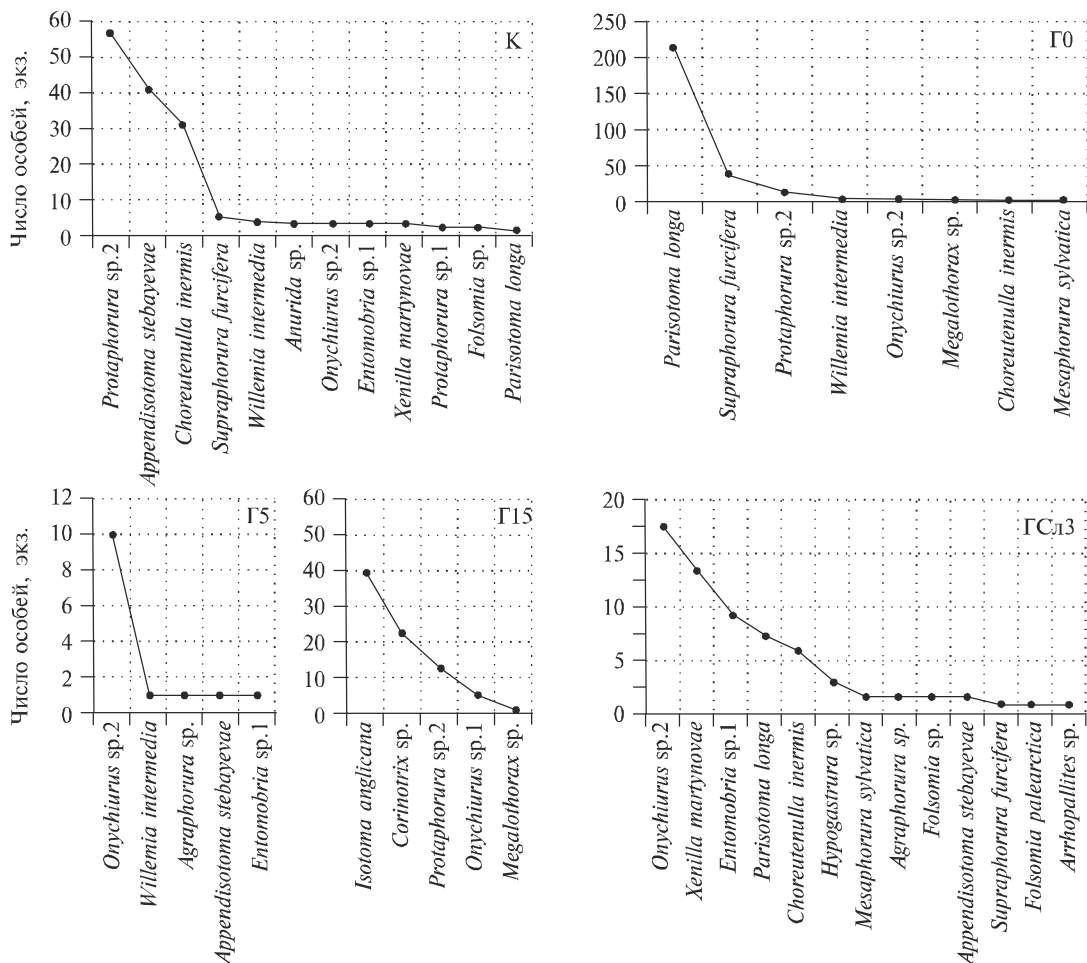 Число особей, экз.
60
50
40
30
20
10
0
К
Protaphorura sp.2
Appendisotoma stebayevae
Choreutenulla inermis
Supraphorura furcifera
Willemia intermedia
Anurida sp.
Onychiurus sp.2
Entomobria sp.1
Xenilla martynovae
Protaphorura sp.1
Folsomia sp.
Parisotoma longa
250
200
150
100
50
0
Г0
Parisotoma longa
Supraphorura furcifera
Protaphorura sp.2
Willemia intermedia
Onychiurus sp.2
Megalothorax sp.
Choreutenulla inermis
Mesaphorura sylvatica
Число особей, экз.
12
10
8
6
4
2
0
Г5
Onychiurus sp.2
Willemia intermedia
Agraphorura sp.
Appendisotoma stebayevae
Entomobria sp.1
60
50
40
30
20
10
0
Г15
Isotoma anglicana
Corinorix sp.
Protaphorura sp.2
Onychiurus sp.1
Megalothorax sp.
20
15
10
5
0
ГСл3
Onychiurus sp.2
Xenilla martynovae
Entomobria sp.1
Parisotoma longa
Choreutenulla inermis
Hypogastrura sp.
Mesaphorura sylvatica
Agraphorura sp.
Folsomia sp.
Appendisotoma stebayevae
Supraphorura furcifera
Folsomia palearctica
Arrhopallites sp.